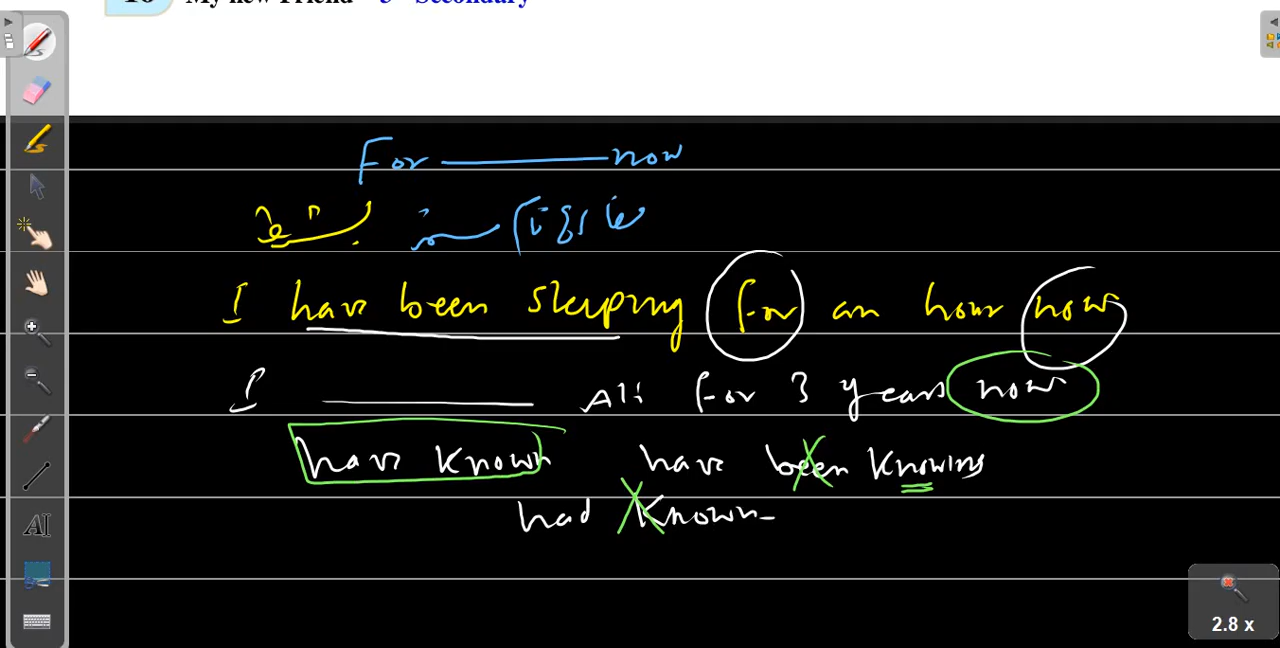 My new Friend 3 Secondary
For now
I have been sleeping for an hour now
I Ali for 3 years now
have known have been knowing
had known
AI
2.8 x